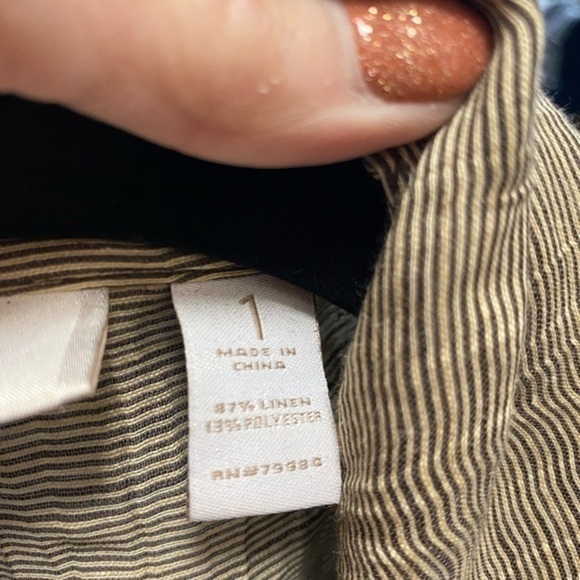 1
MADE IN
CHINA
87% LINEN
13% POLYESTER
RN#79984